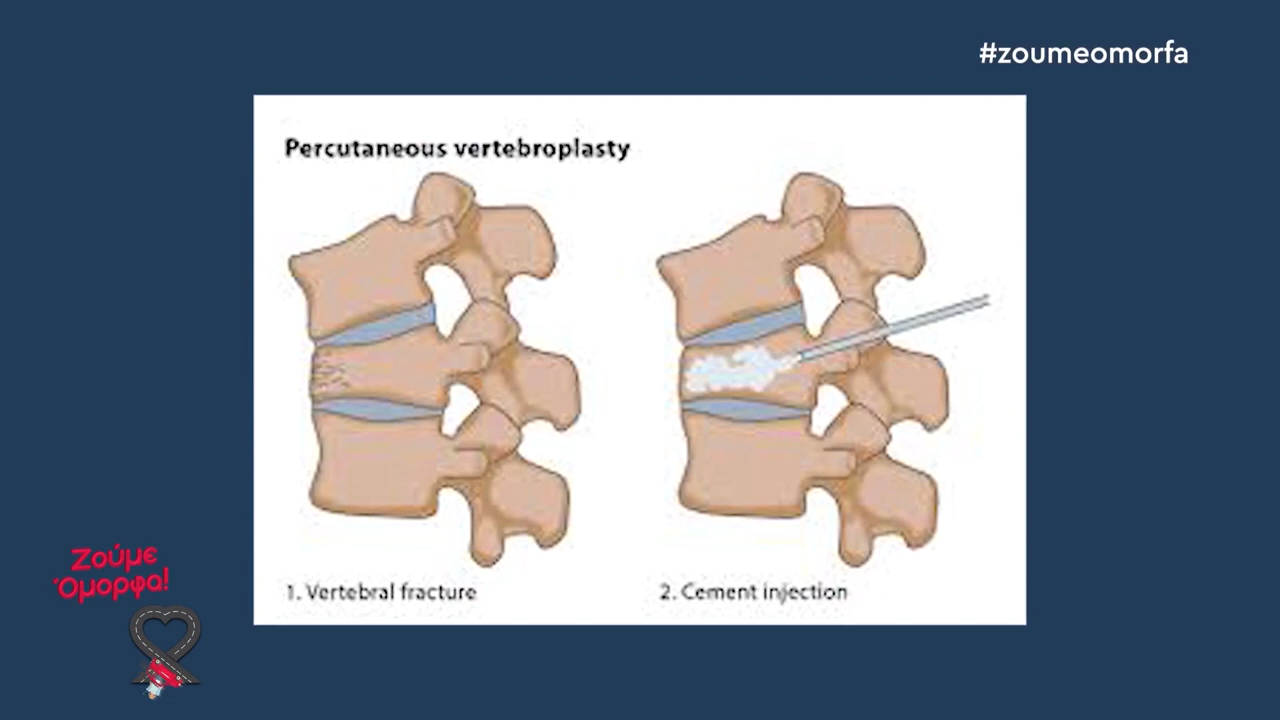 #zoumeomorfa
Percutaneous vertebroplasty
1. Vertebral fracture
2. Cement injection
Ζούμε
Όμορφα!